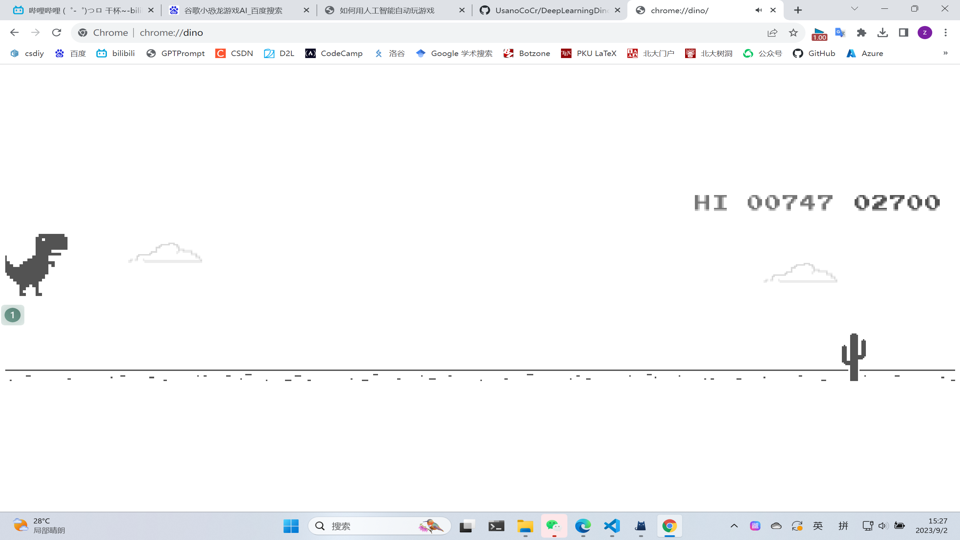 哔哩哔哩 (゜-゜)つロ 干杯~-bili
谷歌小恐龙游戏AI_百度搜索
如何用人工智能自动玩游戏
UsanoCoCr/DeepLearningDin
chrome://dino/
Chrome | chrome://dino
1.00
z
csdiy
百度
bilibili
GPTPrompt
CSDN
D2L
CodeCamp
洛谷
Google 学术搜索
Botzone
PKU LaTeX
北大门户
北大树洞
公众号
GitHub
Azure
»
HI 00747 02700
1
28°C
局部晴朗
搜索
英
拼
15:27
2023/9/2